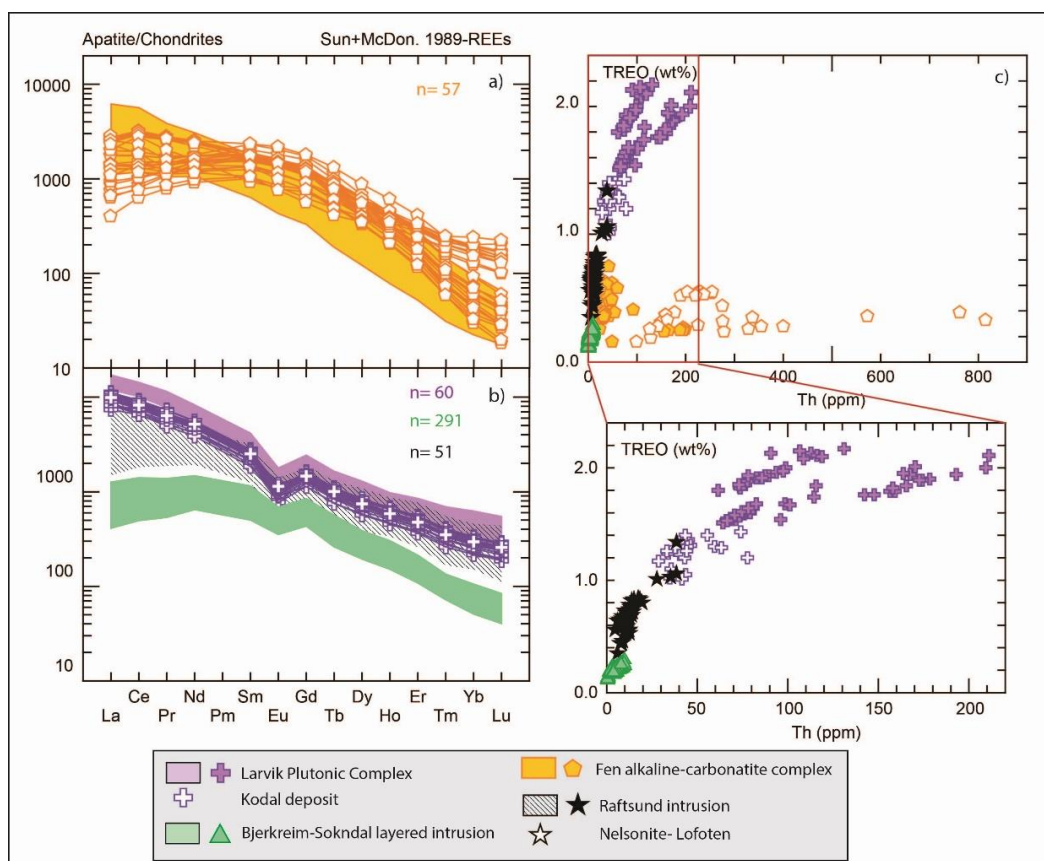 Apatite/Chondrites Sun+McDon. 1989-REEs
a)
n= 57
10000
1000
100
10
b)
n= 60
n= 291
n= 51
10
1000
100
10
La Ce Pr Nd Pm Sm Eu Gd Tb Dy Ho Er Tm Yb Lu
c)
TREO (wt%)
2.0
1.0
0.0
0 200 400 600 800
Th (ppm)
TREO (wt%)
2.0
1.0
0.0
0 50 100 150 200
Th (ppm)
Larvik Plutonic Complex
Kodal deposit
Bjerkreim-Sokndal layered intrusion
Fen alkaline-carbonatite complex
Raftsund intrusion
Nelsonite- Lofoten